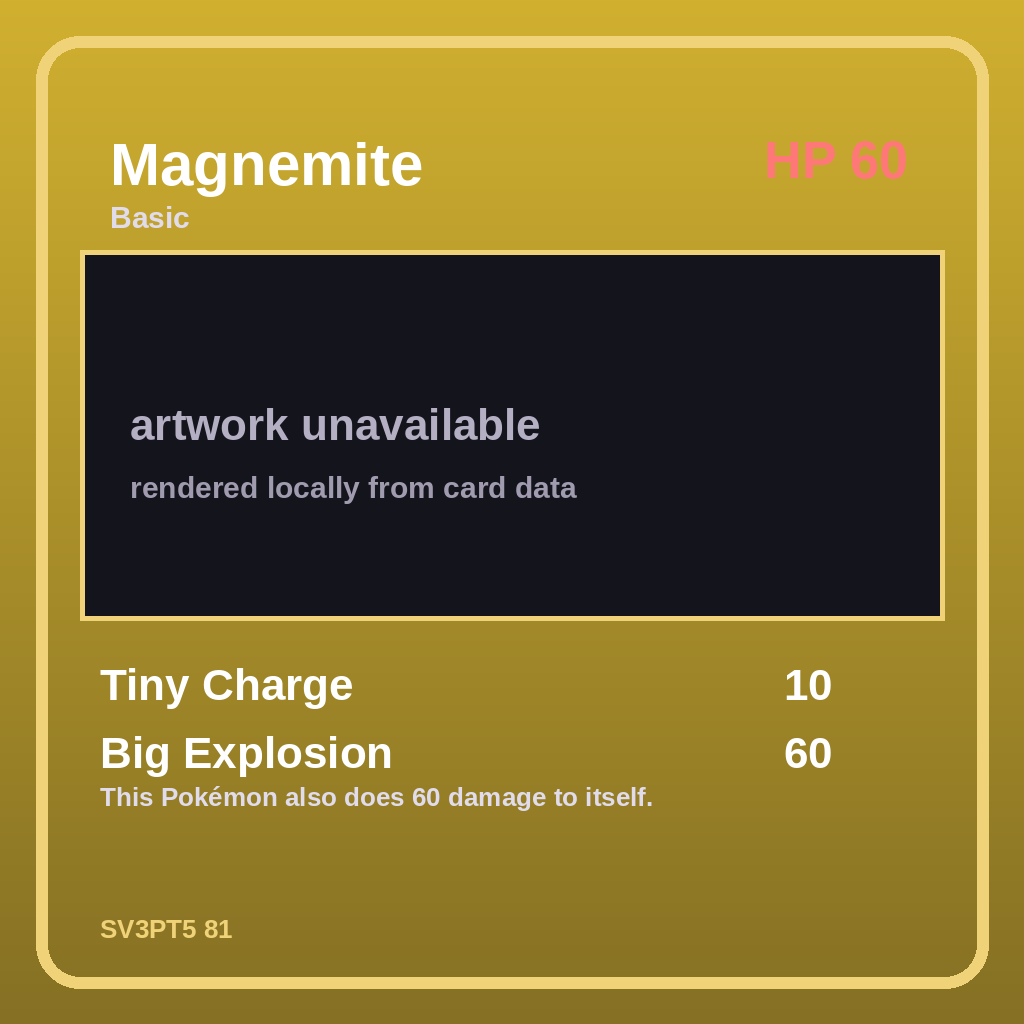 Magnemite
HP 60
Basic
artwork unavailable
rendered locally from card data
Tiny Charge 10
Big Explosion 60
This Pokémon also does 60 damage to itself.
SV3PT5 81